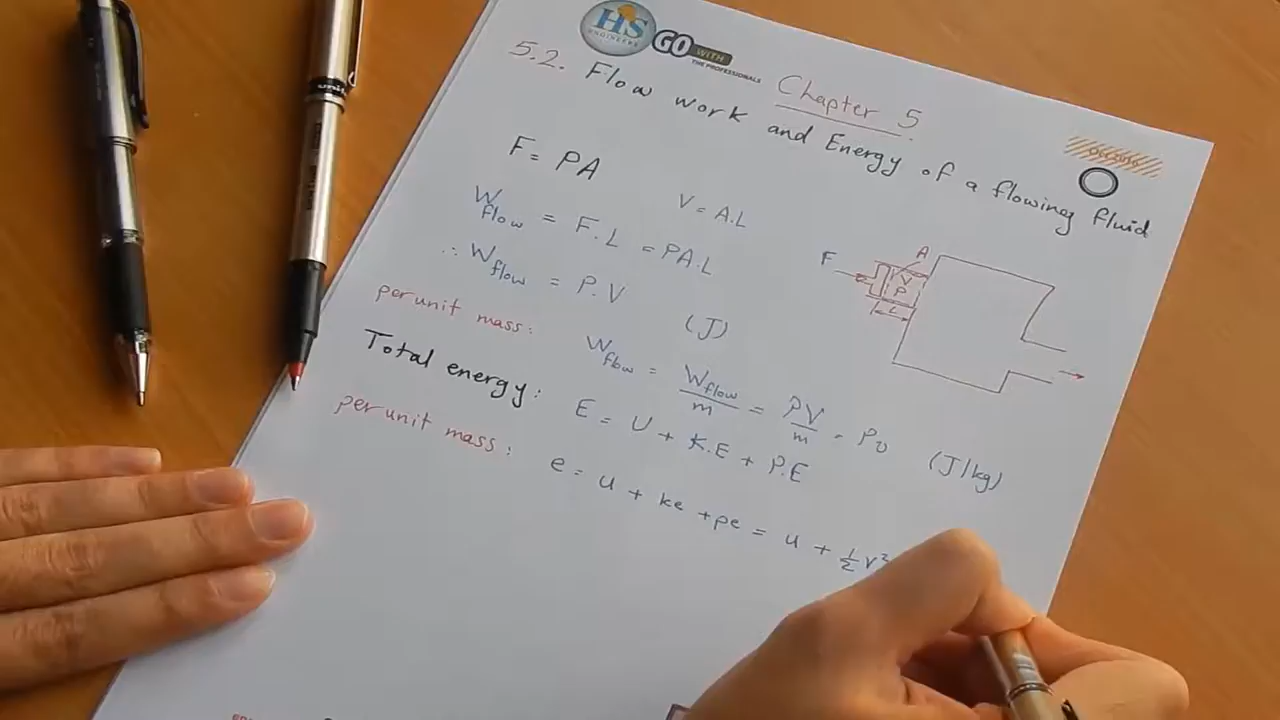 HS
ENGINEERS
GO WITH
THE PROFESSIONALS
Chapter 5
5.2. Flow work and Energy of a flowing fluid
F = PA
V = A.L
W flow = F.L = PA.L
∴ W flow = P.V (J)
F
A
V
P
L
per unit mass: w flow = W flow / m = PV / m = Pv (J/kg)
Total energy: E = U + K.E + P.E
per unit mass: e = u + ke + pe = u + 1/2 V²